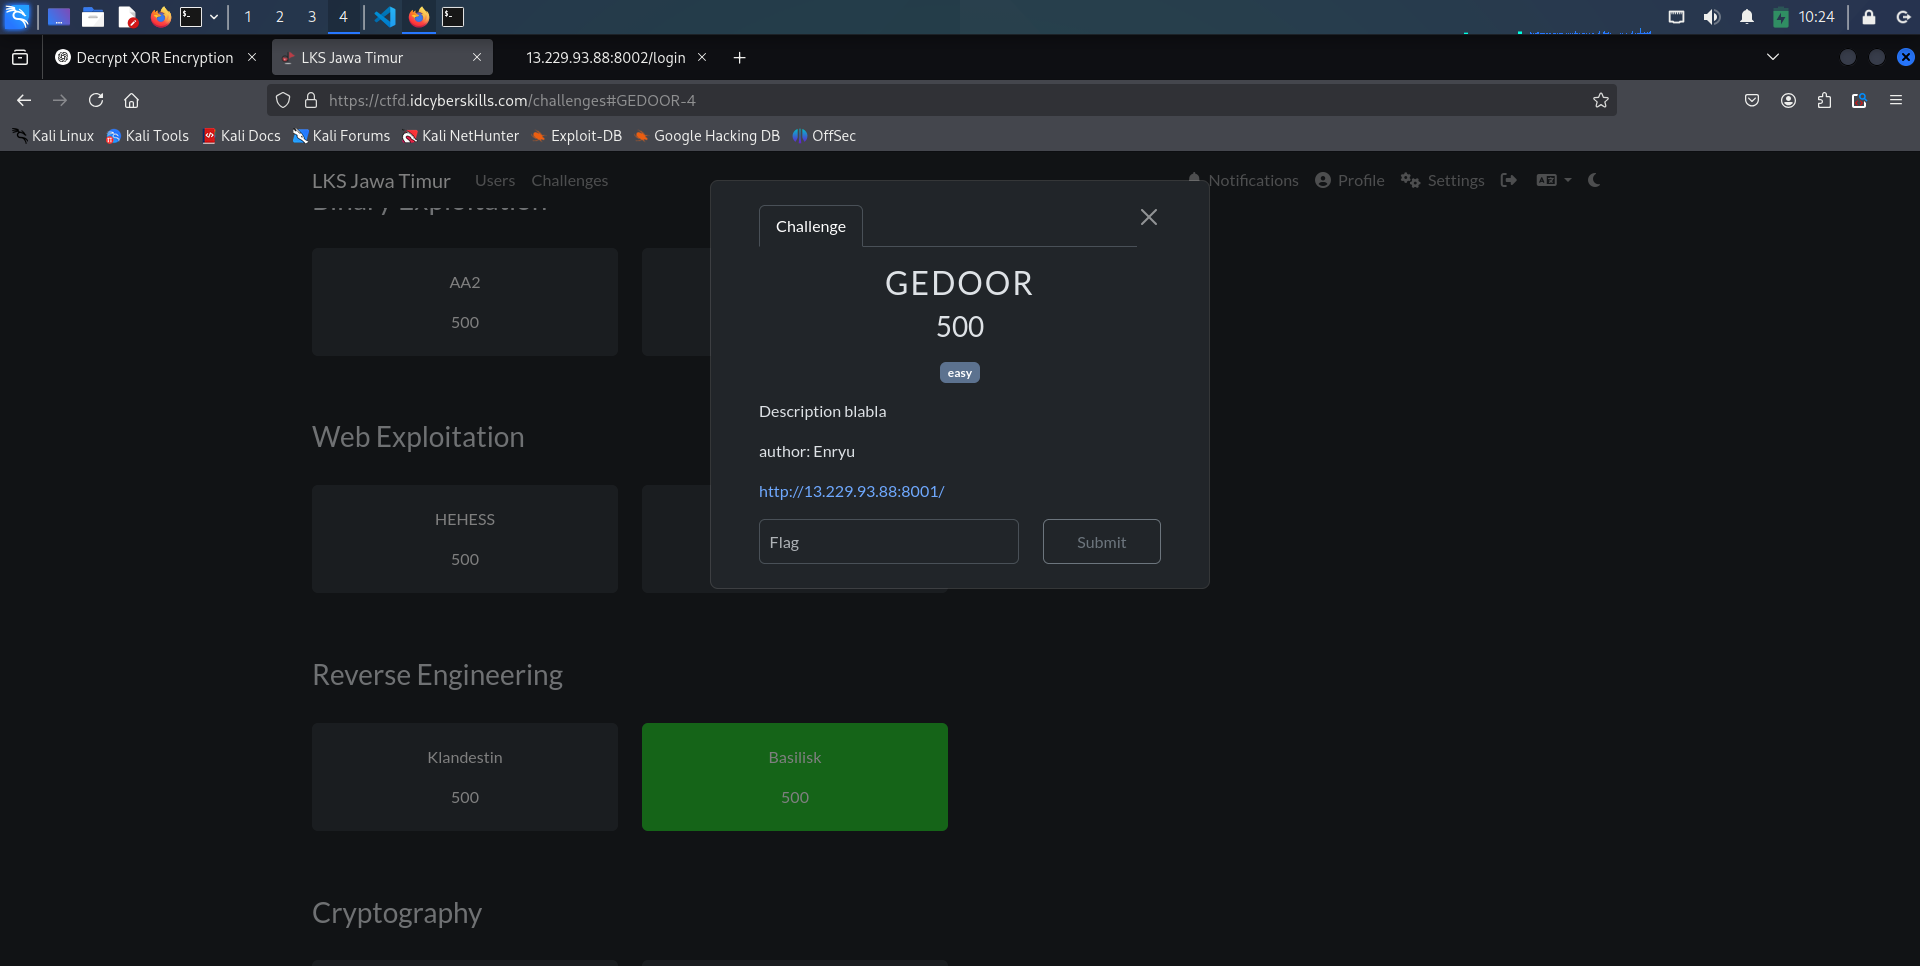 1 2 3 4 10:24
Decrypt XOR Encryption LKS Jawa Timur 13.229.93.88:8002/login
https://ctfd.idcyberskills.com/challenges#GEDOOR-4
Kali Linux Kali Tools Kali Docs Kali Forums Kali NetHunter Exploit-DB Google Hacking DB OffSec
LKS Jawa Timur Users Challenges Notifications Profile Settings
Binary Exploitation
Challenge
GEDOOR
500
easy
Description blabla
author: Enryu
http://13.229.93.88:8001/
Flag Submit
AA2
500
Web Exploitation
HEHESS
500
Reverse Engineering
Klandestin Basilisk
500 500
Cryptography